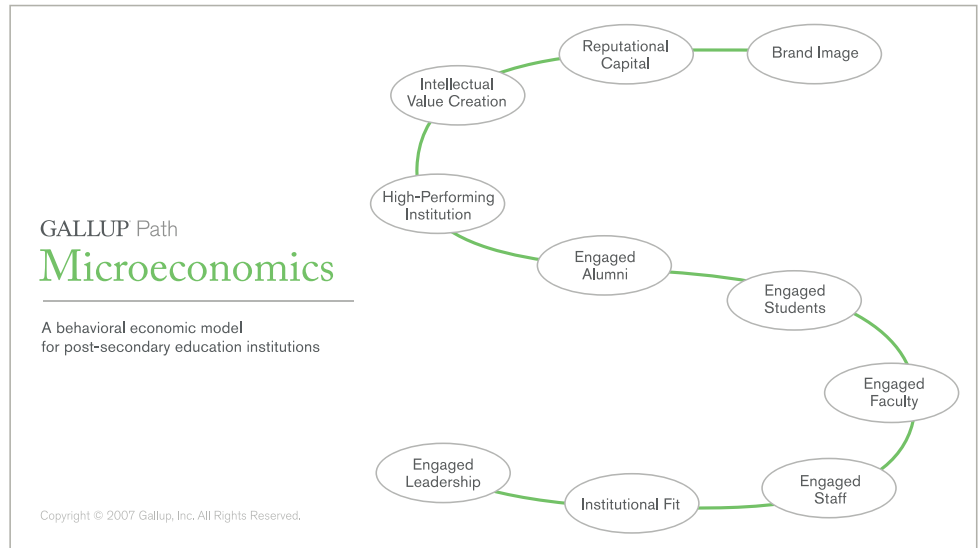 Reputational
Capital
Brand Image
Intellectual
Value Creation
High-Performing
Institution
GALLUP Path
Microeconomics
A behavioral economic model
for post-secondary education institutions
Engaged
Alumni
Engaged
Students
Engaged
Faculty
Engaged
Leadership
Institutional Fit
Engaged
Staff
Copyright © 2007 Gallup, Inc. All Rights Reserved.